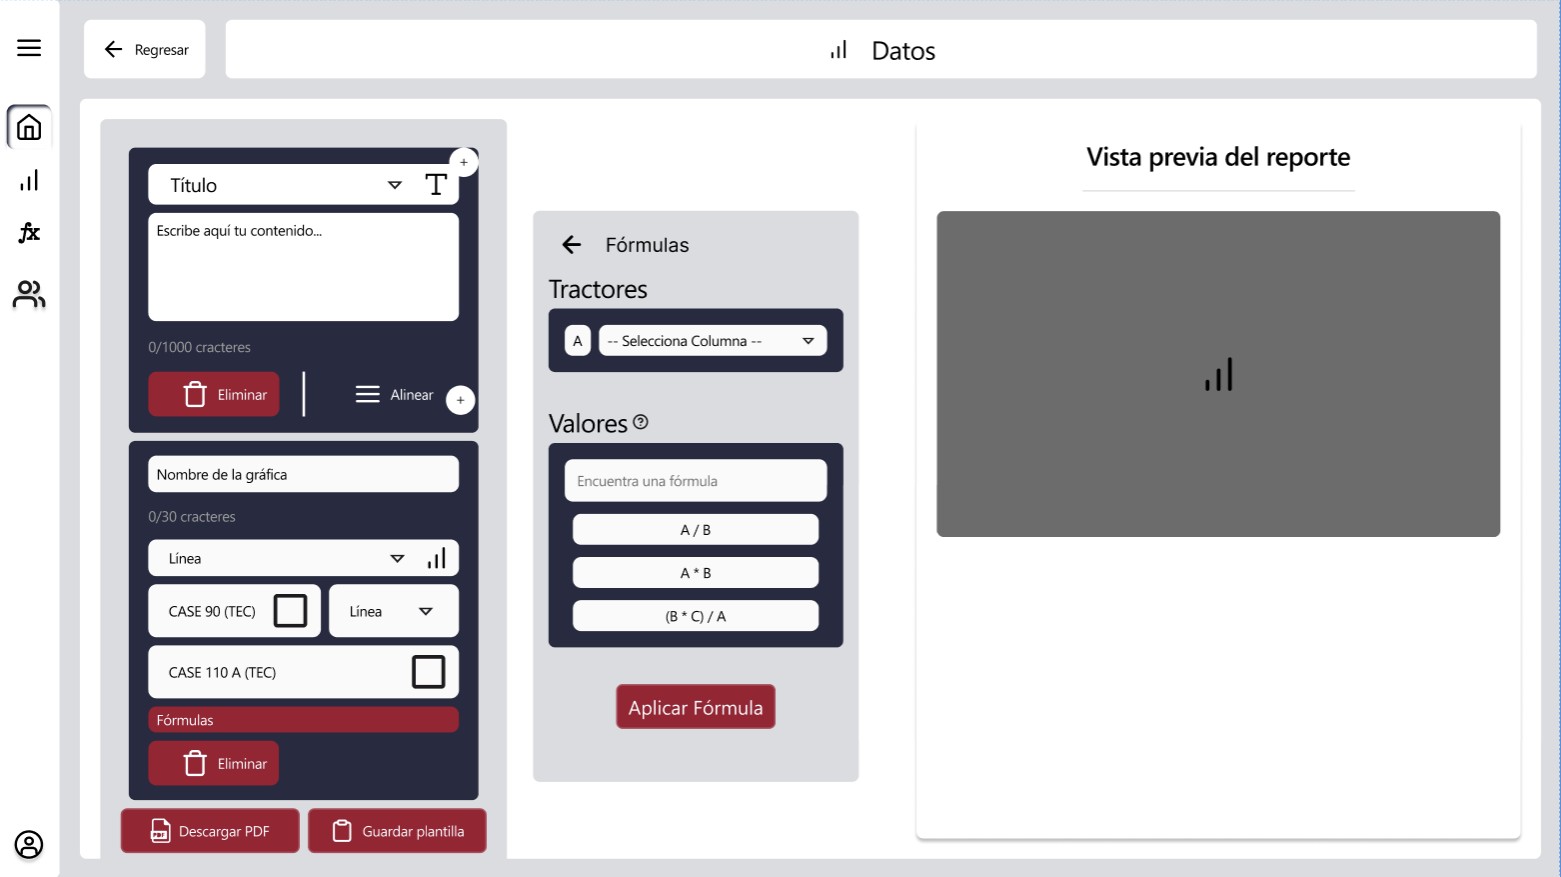 Regresar
Datos
Título
T
+
Escribe aquí tu contenido...
0/1000 cracteres
Eliminar
Alinear
+
Nombre de la gráfica
0/30 cracteres
Línea
CASE 90 (TEC)
Línea
CASE 110 A (TEC)
Fórmulas
Eliminar
Descargar PDF
Guardar plantilla
fx
Fórmulas
Tractores
A
-- Selecciona Columna --
Valores ?
Encuentra una fórmula
A / B
A * B
(B * C) / A
Aplicar Fórmula
Vista previa del reporte